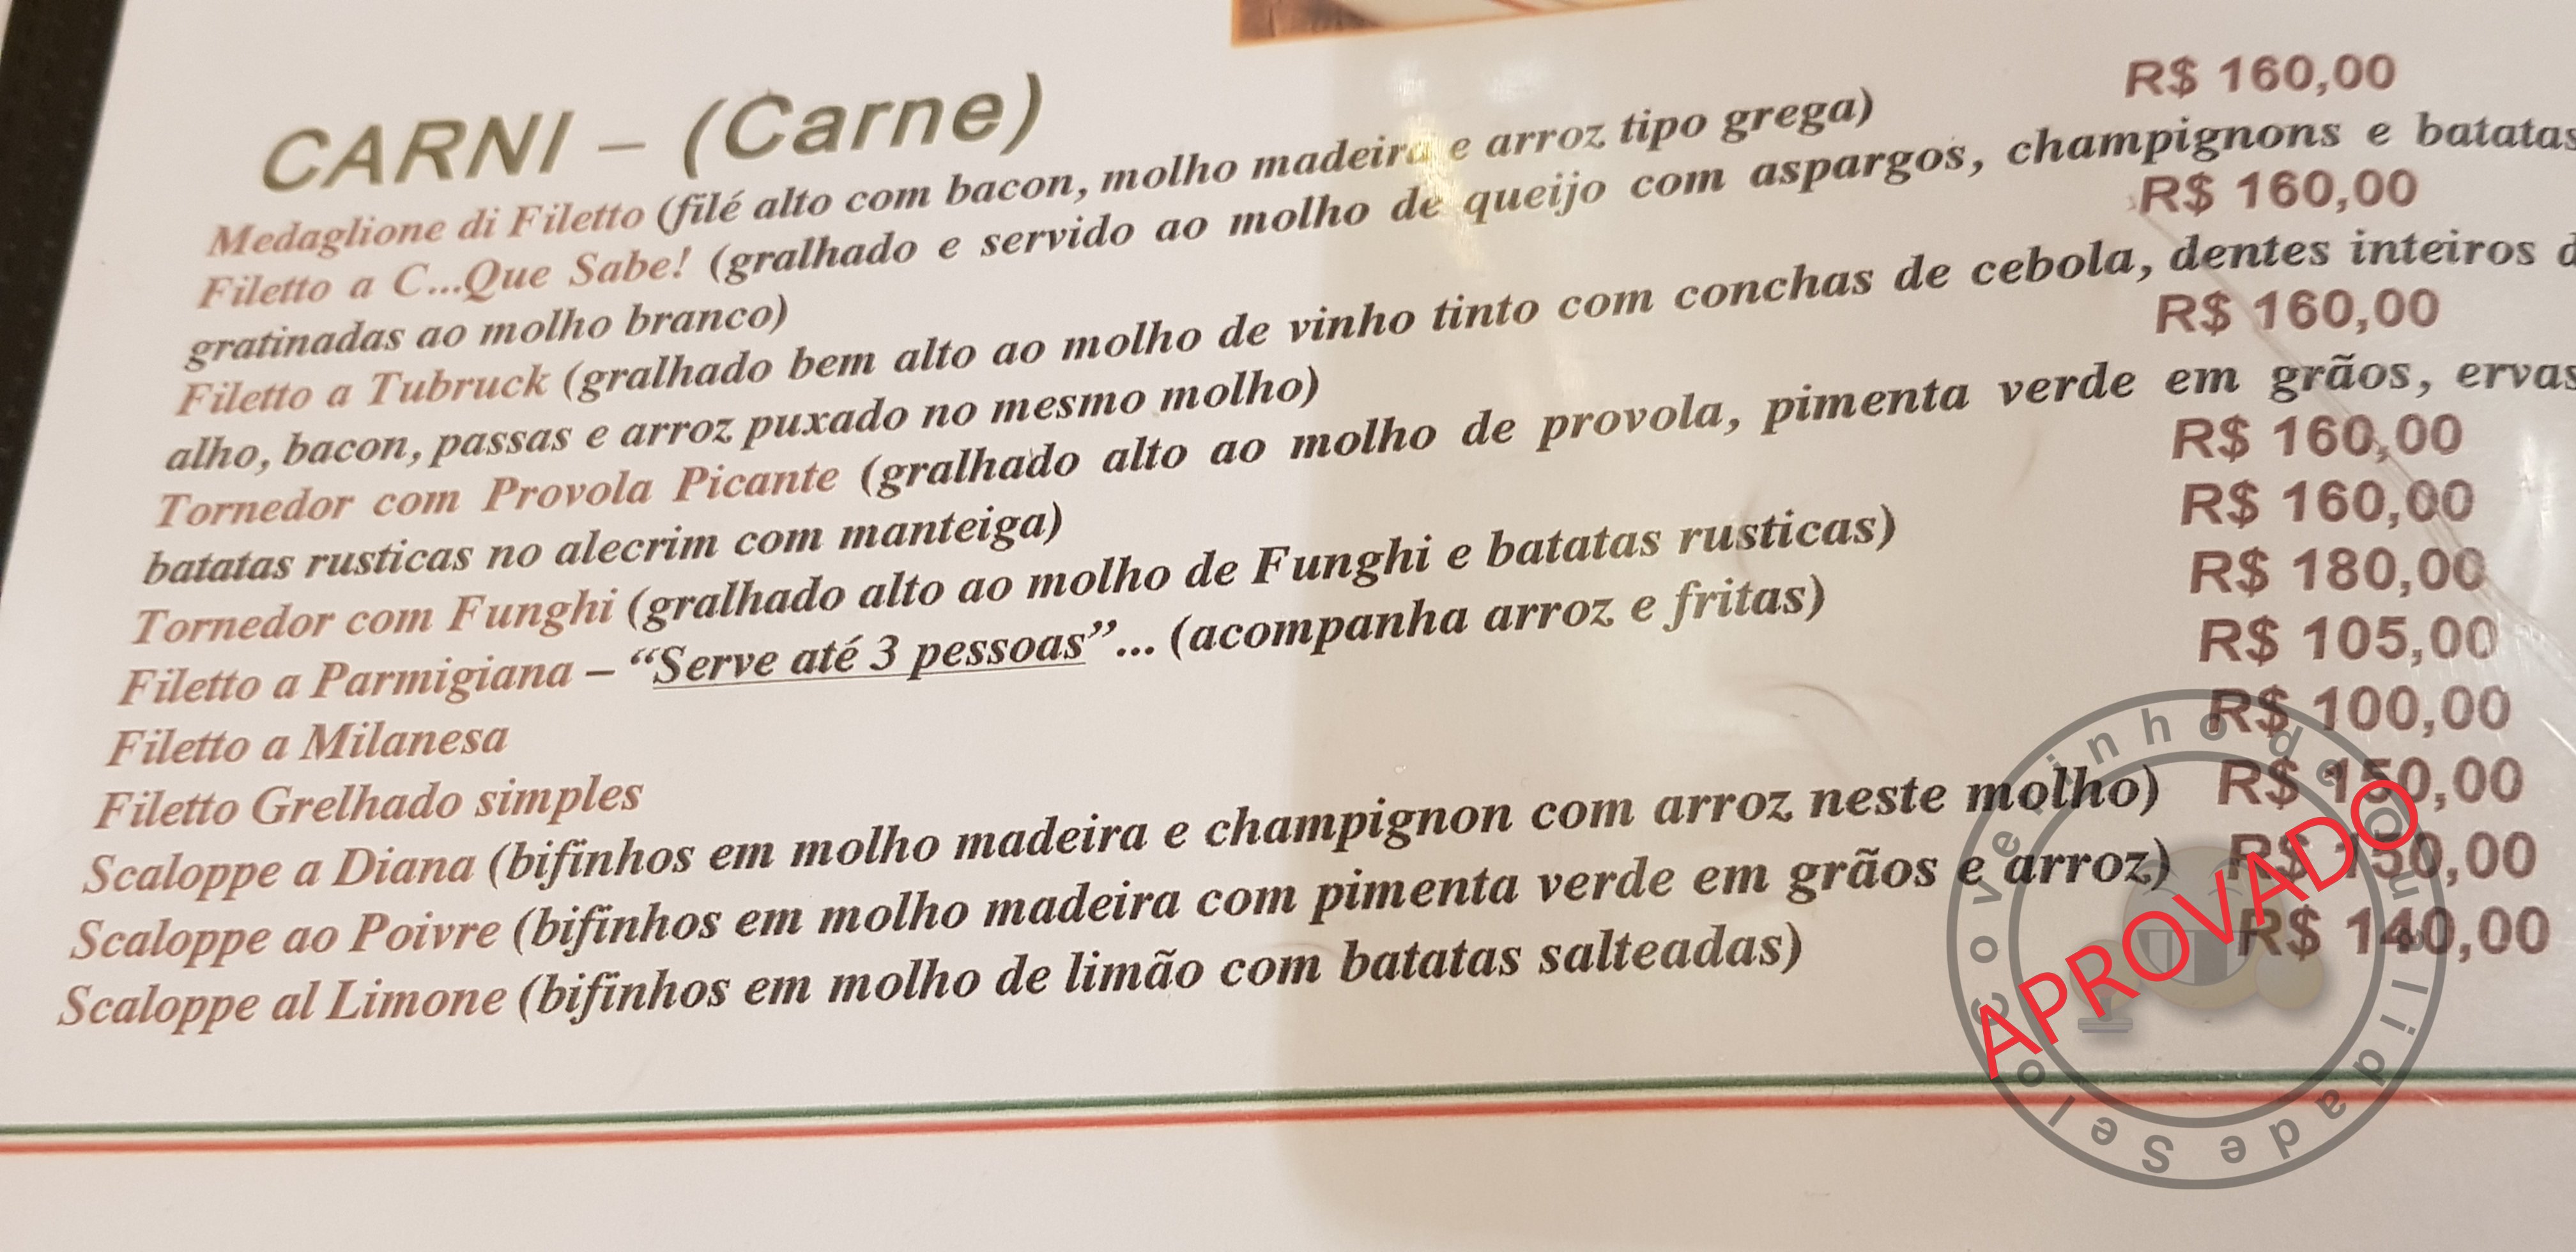 CARNI – (Carne)
Medaglione di Filetto (filé alto com bacon, molho madeira e arroz tipo grega) R$ 160,00
Filetto a C...Que Sabe! (gralhado e servido ao molho de queijo com aspargos, champignons e batatas
gratinadas ao molho branco) R$ 160,00
Filetto a Tubruck (gralhado bem alto ao molho de vinho tinto com conchas de cebola, dentes inteiros
alho, bacon, passas e arroz puxado no mesmo molho) R$ 160,00
Tornedor com Provola Picante (gralhado alto ao molho de provola, pimenta verde em grãos, ervas
batatas rusticas no alecrim com manteiga) R$ 160,00
Tornedor com Funghi (gralhado alto ao molho de Funghi e batatas rusticas) R$ 160,00
Filetto a Parmigiana – “Serve até 3 pessoas”... (acompanha arroz e fritas) R$ 180,00
Filetto a Milanesa R$ 105,00
Filetto Grelhado simples R$ 100,00
Scaloppe a Diana (bifinhos em molho madeira e champignon com arroz neste molho) R$ 150,00
Scaloppe ao Poivre (bifinhos em molho madeira com pimenta verde em grãos e arroz) R$ 150,00
Scaloppe al Limone (bifinhos em molho de limão com batatas salteadas) R$ 140,00
Selo coveirinho de qualidade
APROVADO